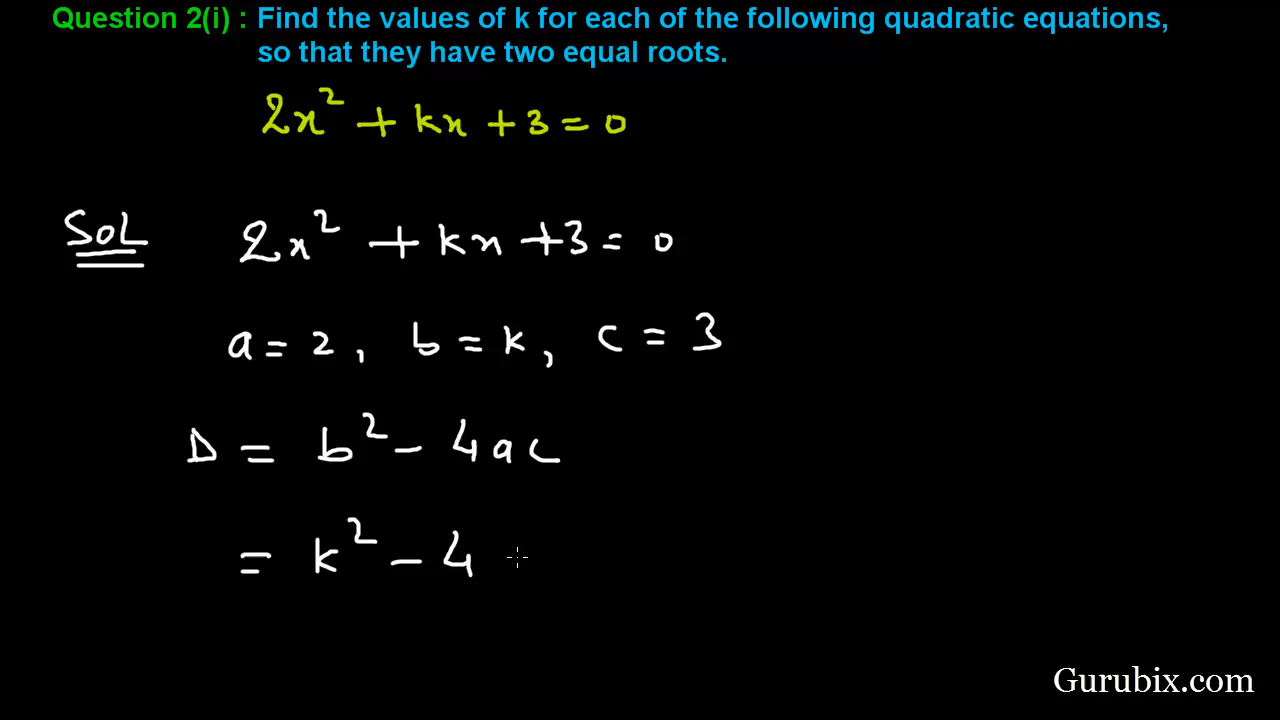 Question 2(i) : Find the values of k for each of the following quadratic equations,
so that they have two equal roots.
2x² + kx + 3 = 0
Sol 2x² + kx + 3 = 0
a = 2, b = k, c = 3
D = b² - 4ac
= k² - 4
Gurubix.com